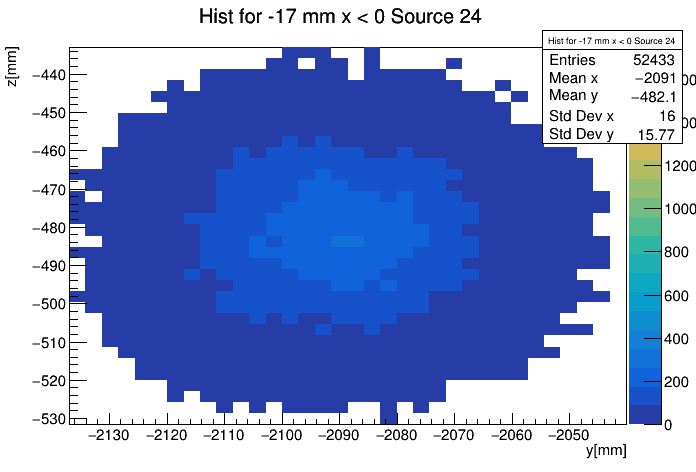 Hist for -17 mm x < 0 Source 24
Hist for -17 mm x < 0 Source 24
Entries 52433
Mean x −2091
Mean y −482.1
Std Dev x 16
Std Dev y 15.77
z[mm]
−440
−450
−460
−470
−480
−490
−500
−510
−520
−530
−2130 −2120 −2110 −2100 −2090 −2080 −2070 −2060 −2050
y[mm]
1200
1000
800
600
400
200
0